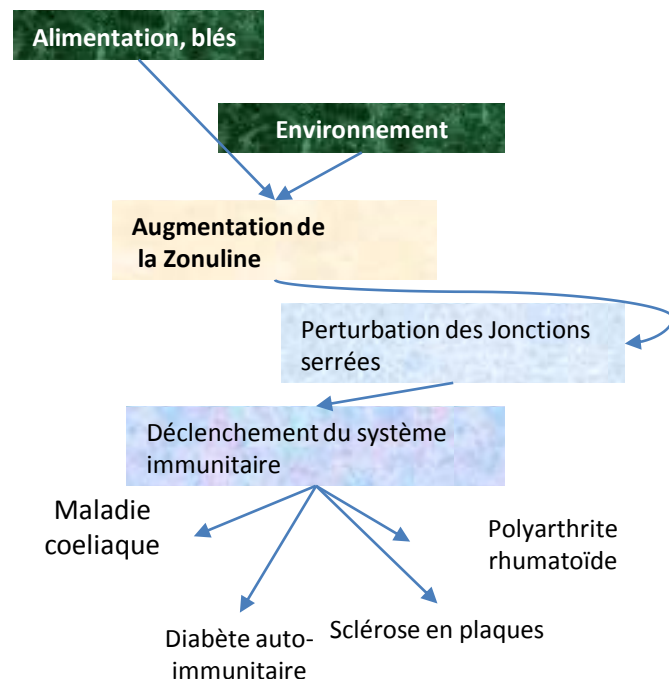 Alimentation, blés
Environnement
Augmentation de
la Zonuline
Perturbation des Jonctions
serrées
Déclenchement du système
immunitaire
Maladie
coeliaque
Polyarthrite
rhumatoïde
Diabète auto-
immunitaire
Sclérose en plaques